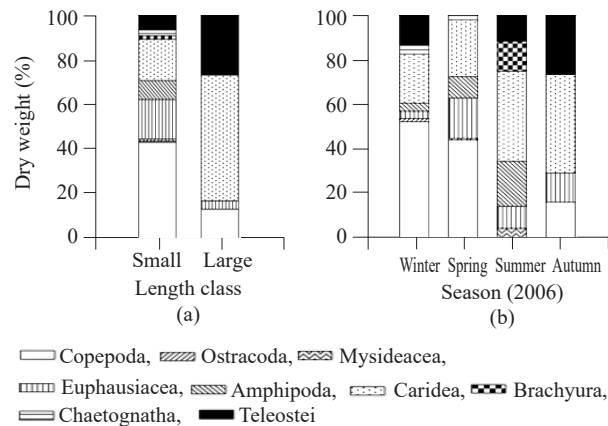 100
80
60
40
20
0
Dry weight (%)
Small Large
Length class
(a)
100
80
60
40
20
0
Winter Spring Summer Autumn
Season (2006)
(b)
Copepoda, Ostracoda, Mysideacea,
Euphausiacea, Amphipoda, Caridea, Brachyura,
Chaetognatha, Teleostei